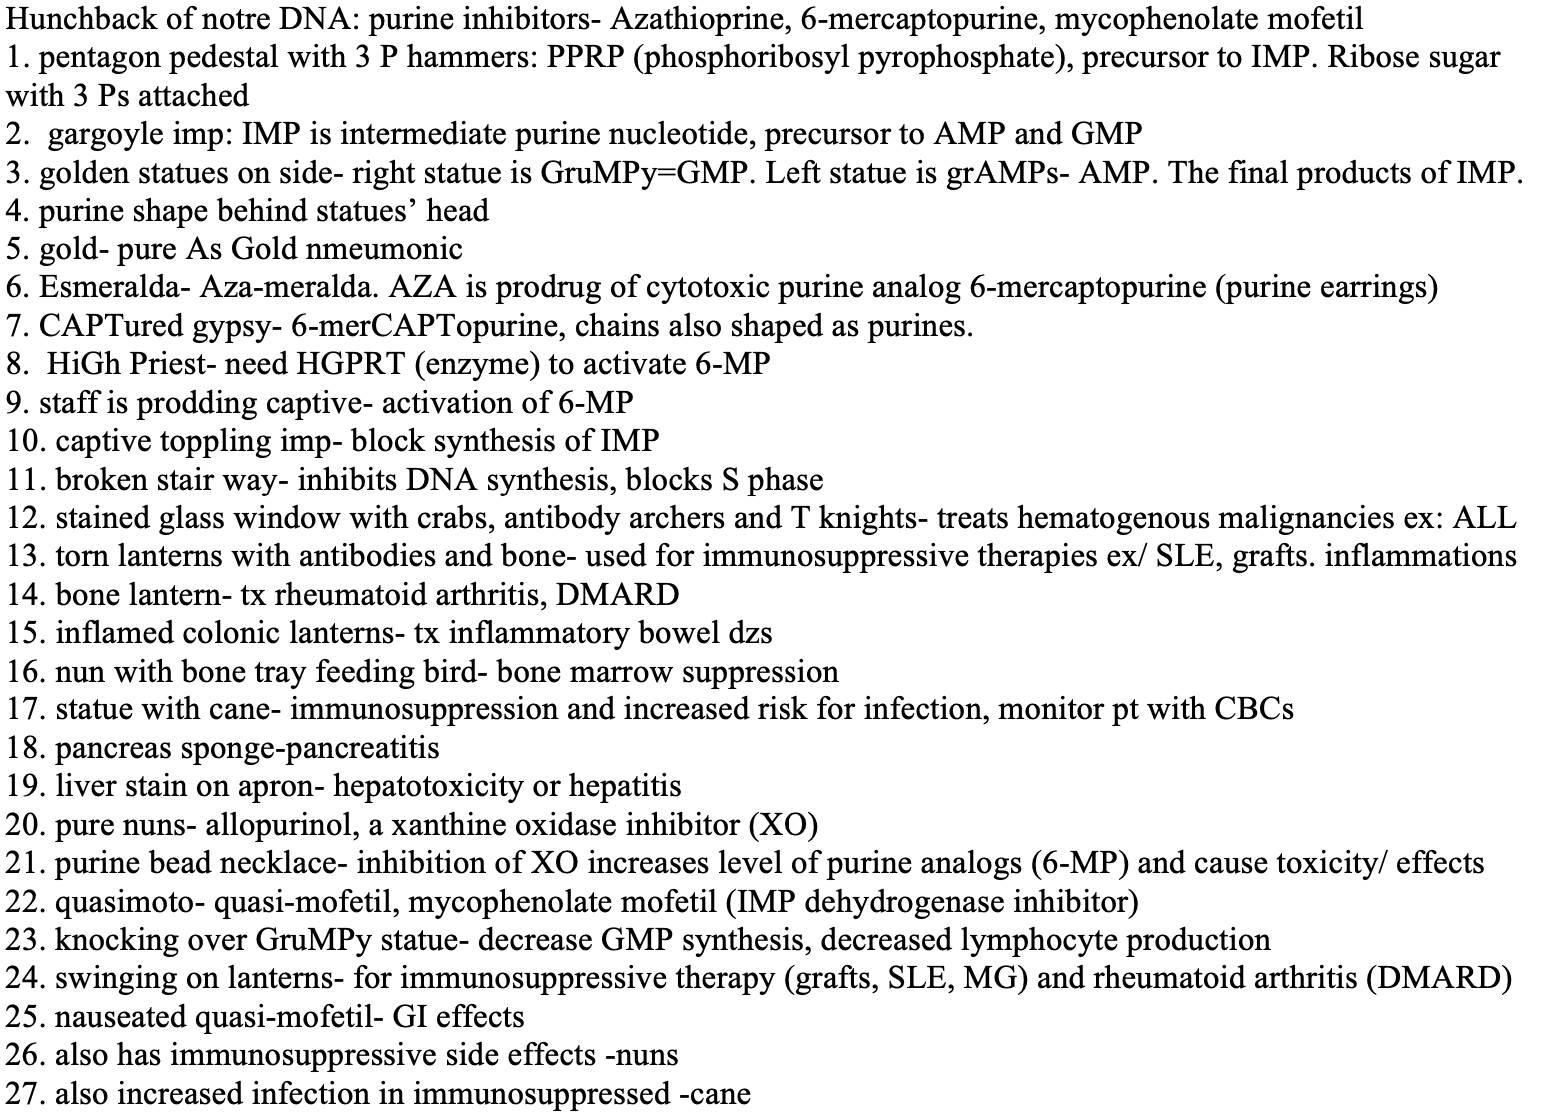 Hunchback of notre DNA: purine inhibitors- Azathioprine, 6-mercaptopurine, mycophenolate mofetil
1. pentagon pedestal with 3 P hammers: PPRP (phosphoribosyl pyrophosphate), precursor to IMP. Ribose sugar
with 3 Ps attached
2.  gargoyle imp: IMP is intermediate purine nucleotide, precursor to AMP and GMP
3. golden statues on side- right statue is GruMPy=GMP. Left statue is grAMPs- AMP. The final products of IMP.
4. purine shape behind statues’ head
5. gold- pure As Gold nmeumonic
6. Esmeralda- Aza-meralda. AZA is prodrug of cytotoxic purine analog 6-mercaptopurine (purine earrings)
7. CAPTured gypsy- 6-merCAPTopurine, chains also shaped as purines.
8.  HiGh Priest- need HGPRT (enzyme) to activate 6-MP
9. staff is prodding captive- activation of 6-MP
10. captive toppling imp- block synthesis of IMP
11. broken stair way- inhibits DNA synthesis, blocks S phase
12. stained glass window with crabs, antibody archers and T knights- treats hematogenous malignancies ex: ALL
13. torn lanterns with antibodies and bone- used for immunosuppressive therapies ex/ SLE, grafts. inflammations
14. bone lantern- tx rheumatoid arthritis, DMARD
15. inflamed colonic lanterns- tx inflammatory bowel dzs
16. nun with bone tray feeding bird- bone marrow suppression
17. statue with cane- immunosuppression and increased risk for infection, monitor pt with CBCs
18. pancreas sponge-pancreatitis
19. liver stain on apron- hepatotoxicity or hepatitis
20. pure nuns- allopurinol, a xanthine oxidase inhibitor (XO)
21. purine bead necklace- inhibition of XO increases level of purine analogs (6-MP) and cause toxicity/ effects
22. quasimoto- quasi-mofetil, mycophenolate mofetil (IMP dehydrogenase inhibitor)
23. knocking over GruMPy statue- decrease GMP synthesis, decreased lymphocyte production
24. swinging on lanterns- for immunosuppressive therapy (grafts, SLE, MG) and rheumatoid arthritis (DMARD)
25. nauseated quasi-mofetil- GI effects
26. also has immunosuppressive side effects -nuns
27. also increased infection in immunosuppressed -cane